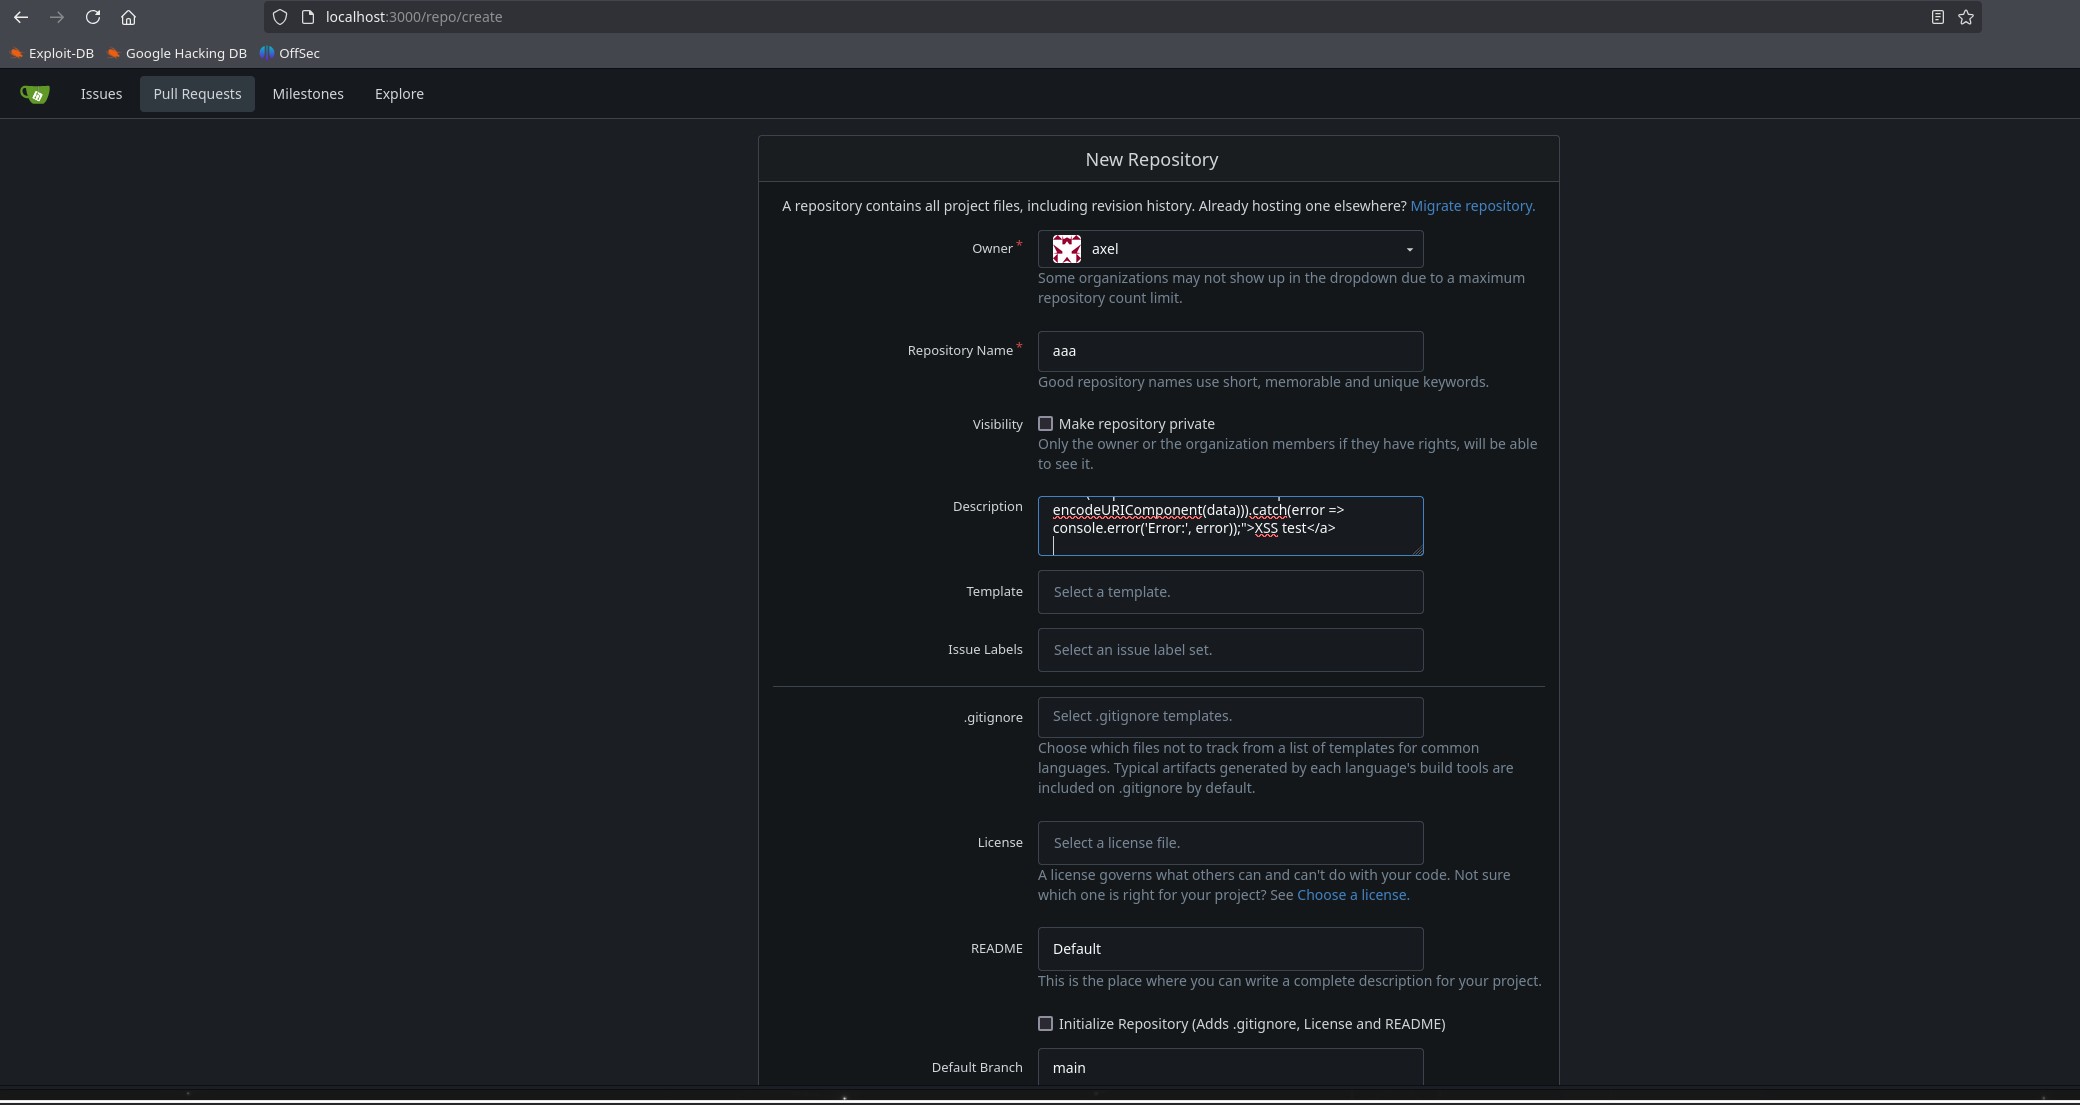 localhost:3000/repo/create
Exploit-DB Google Hacking DB OffSec
Issues Pull Requests Milestones Explore
New Repository
A repository contains all project files, including revision history. Already hosting one elsewhere? Migrate repository.
Owner * axel
Some organizations may not show up in the dropdown due to a maximum
repository count limit.
Repository Name * aaa
Good repository names use short, memorable and unique keywords.
Visibility Make repository private
Only the owner or the organization members if they have rights, will be able
to see it.
Description
encodeURIComponent(data))).catch(error =>
console.error('Error:', error));">XSS test</a>
Template Select a template.
Issue Labels Select an issue label set.
.gitignore Select .gitignore templates.
Choose which files not to track from a list of templates for common
languages. Typical artifacts generated by each language's build tools are
included on .gitignore by default.
License Select a license file.
A license governs what others can and can't do with your code. Not sure
which one is right for your project? See Choose a license.
README Default
This is the place where you can write a complete description for your project.
Initialize Repository (Adds .gitignore, License and README)
Default Branch main